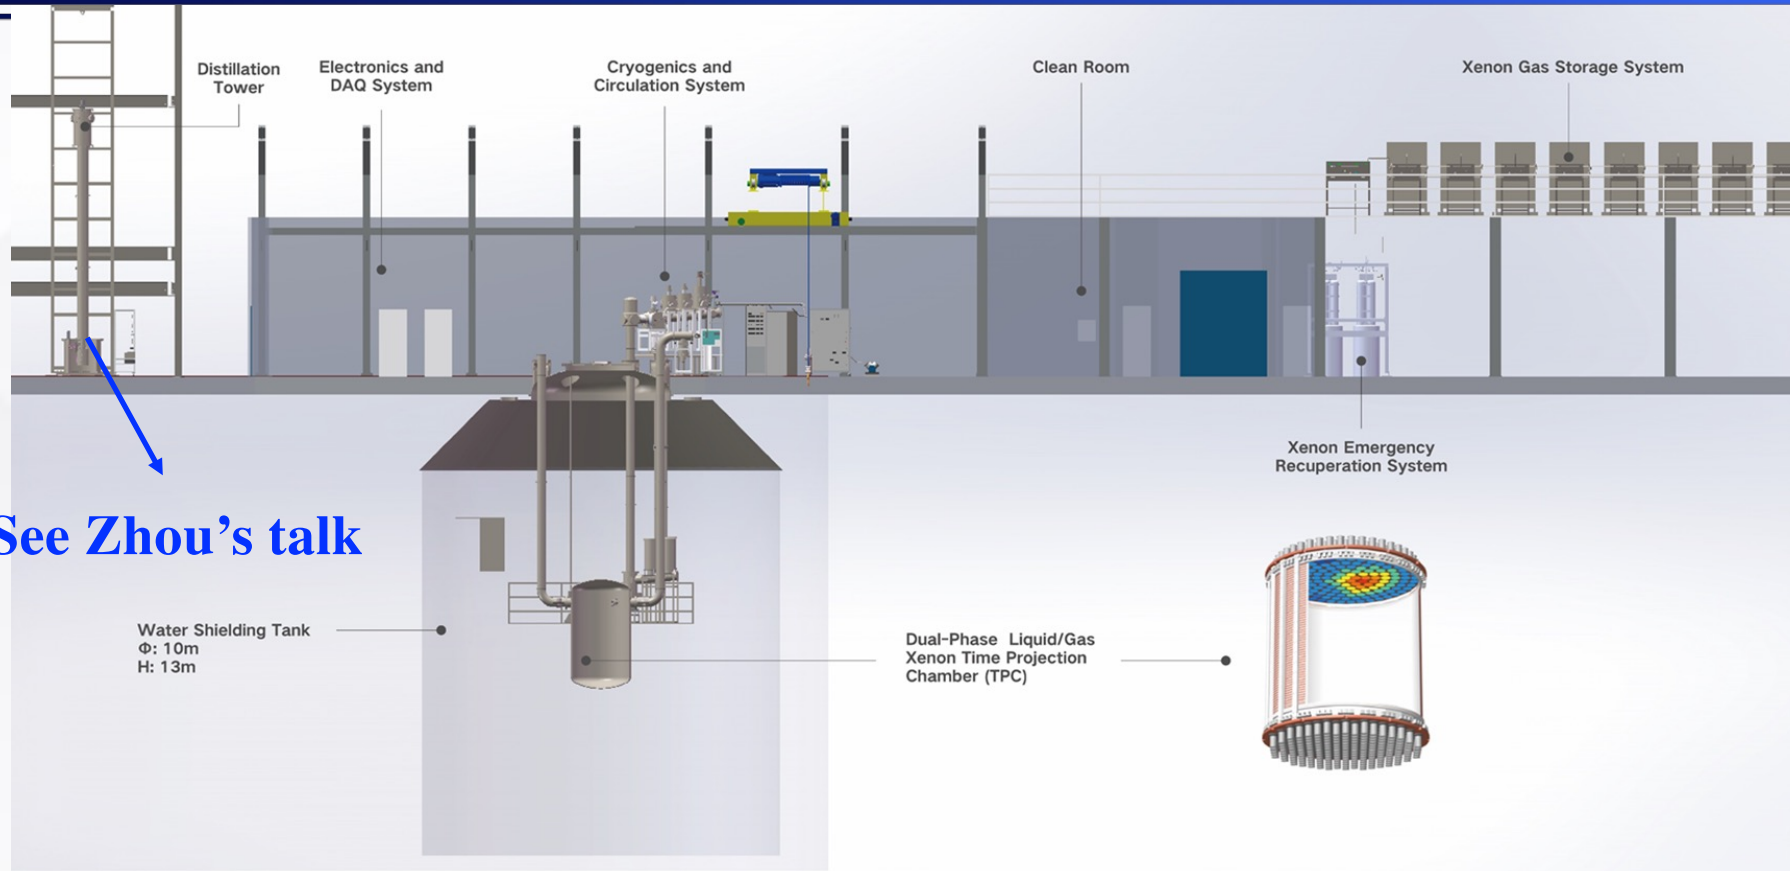 Distillation
Tower
Electronics and
DAQ System
Cryogenics and
Circulation System
Clean Room
Xenon Gas Storage System
Xenon Emergency
Recuperation System
See Zhou’s talk
Water Shielding Tank
Φ: 10m
H: 13m
Dual-Phase Liquid/Gas
Xenon Time Projection
Chamber (TPC)